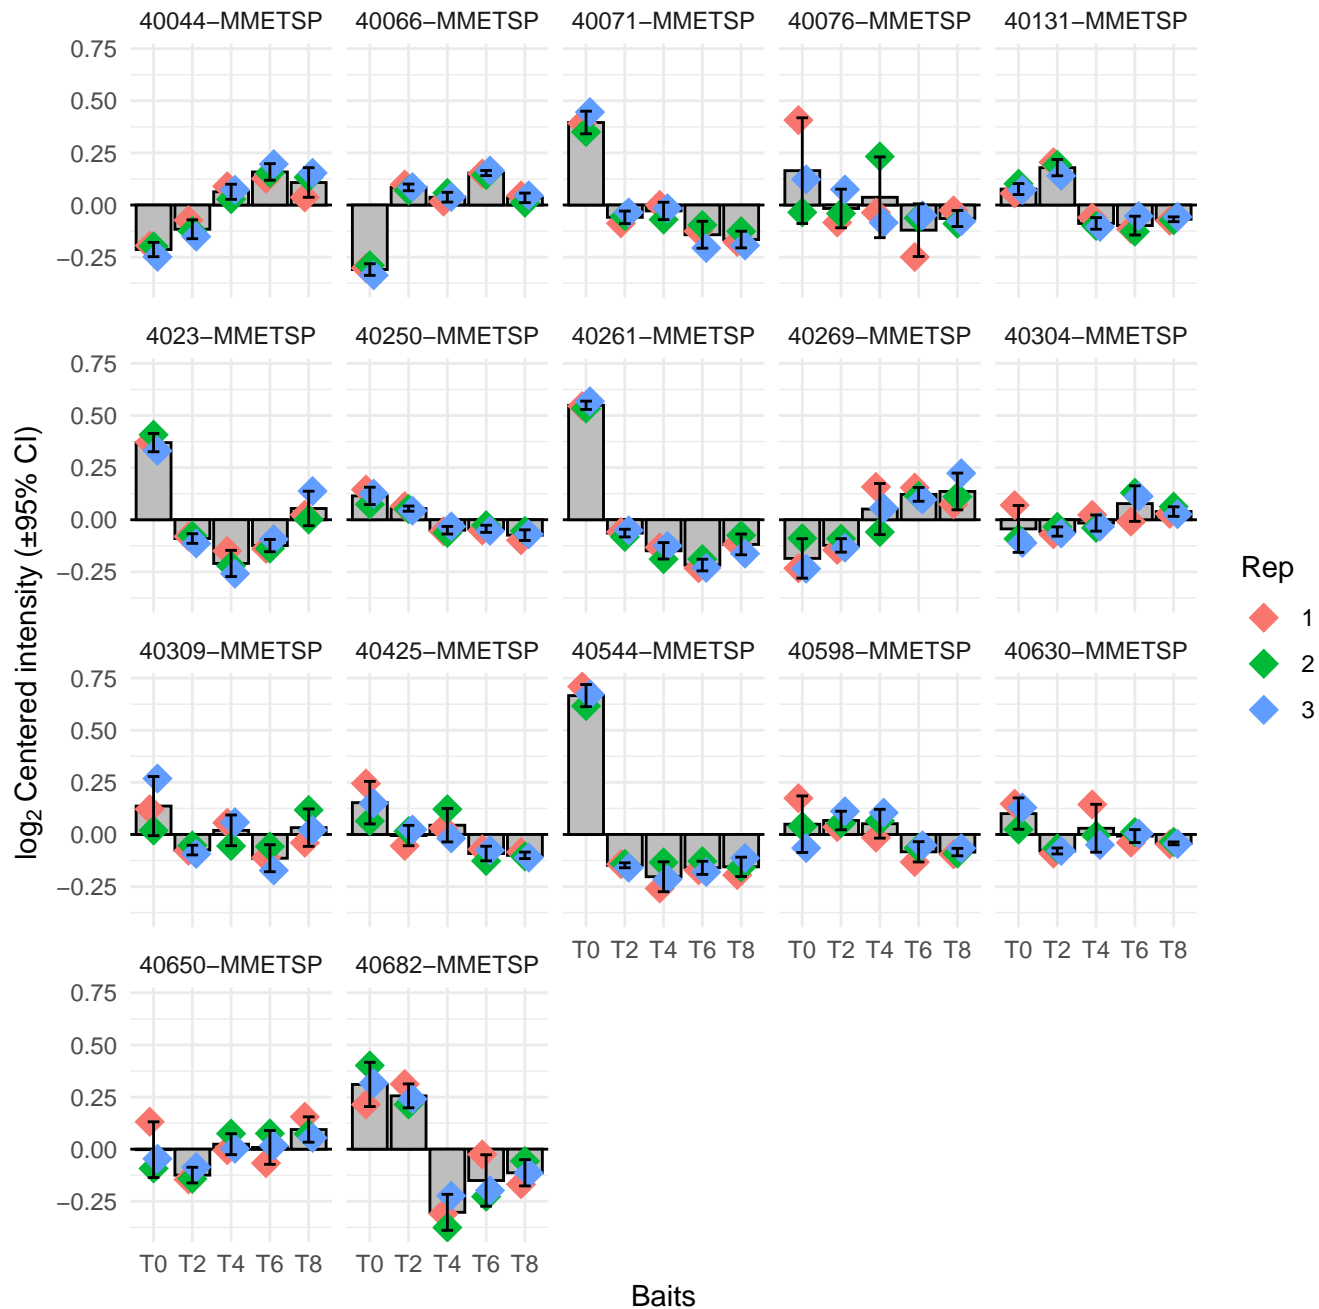 40044−MMETSP 40066−MMETSP 40071−MMETSP 40076−MMETSP 40131−MMETSP
0.75
0.50
0.25
0.00
−0.25
4023−MMETSP 40250−MMETSP 40261−MMETSP 40269−MMETSP 40304−MMETSP
0.75
0.50
0.25
0.00
−0.25
40309−MMETSP 40425−MMETSP 40544−MMETSP 40598−MMETSP 40630−MMETSP
0.75
0.50
0.25
0.00
−0.25
T0 T2 T4 T6 T8 T0 T2 T4 T6 T8 T0 T2 T4 T6 T8
40650−MMETSP 40682−MMETSP
0.75
0.50
0.25
0.00
−0.25
T0 T2 T4 T6 T8 T0 T2 T4 T6 T8
Baits
log₂ Centered intensity (±95% CI)
Rep
1
2
3